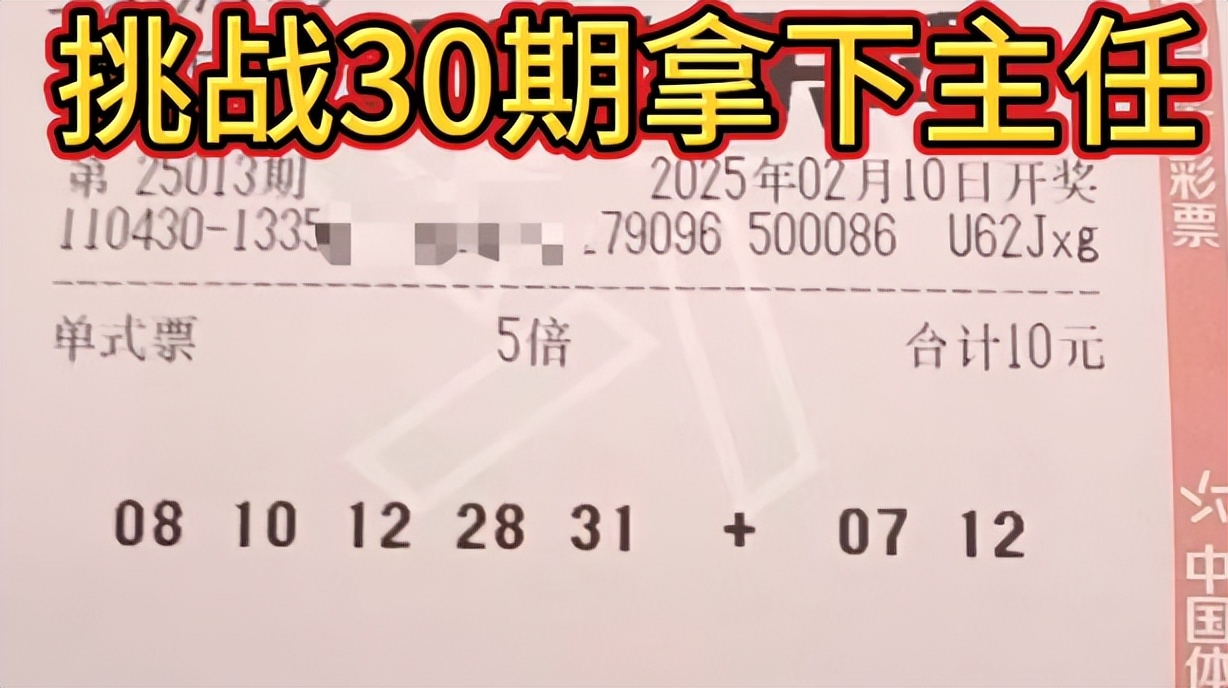 挑战30期拿下主任
第 25013期 2025年02月10日开奖
110430-1335 79096 500086 U62Jxg
单式票 5倍 合计10元
08 10 12 28 31 + 07 12
彩票
中国体